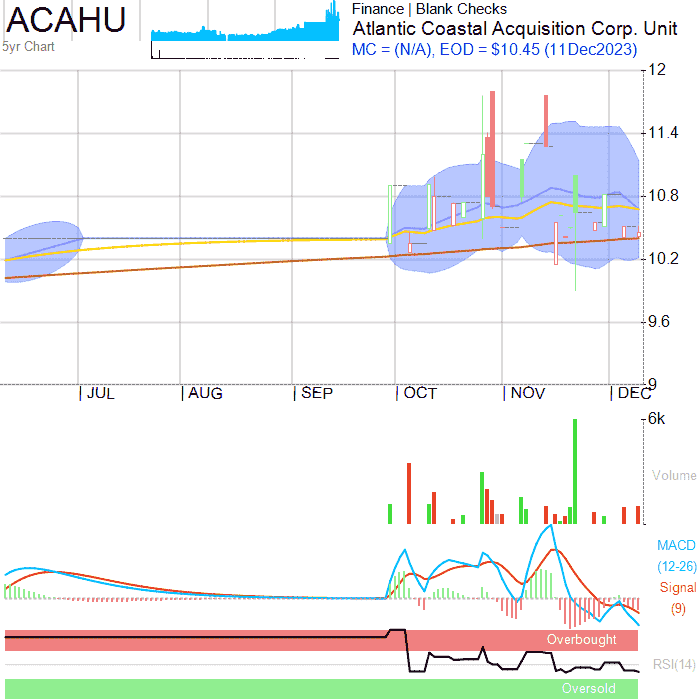 ACAHU
5yr Chart
Finance | Blank Checks
Atlantic Coastal Acquisition Corp. Unit
MC = (N/A), EOD = $10.45 (11Dec2023)
12
11.4
10.8
10.2
9.6
9
JUL AUG SEP OCT NOV DEC
6k
Volume
MACD
(12-26)
Signal
(9)
Overbought
RSI(14)
Oversold